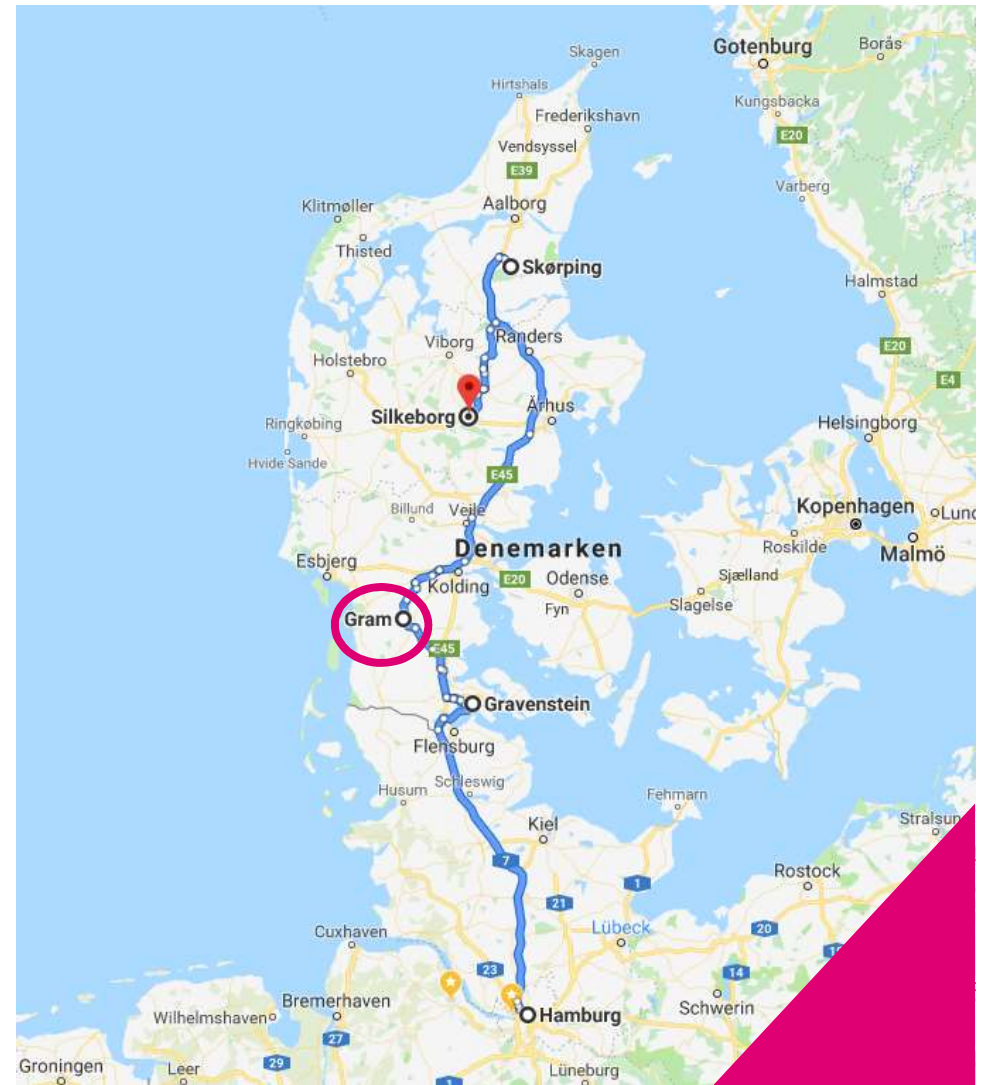 Skagen
Gotenburg
Borås
Hirtshals
Kungsbacka
Frederikshavn
E20
Vendsyssel
E39
Varberg
Klitmøller
Aalborg
Thisted
Skørping
Halmstad
Viborg
Randers
E20
Holstebro
E4
Silkeborg
Århus
Ringkøbing
Helsingborg
Hvide Sande
E45
Billund
Vejle
Kopenhagen
Lund
Denemarken
Roskilde
Malmö
Esbjerg
Kolding
E20
Odense
Sjælland
Fyn
Slagelse
Gram
E45
Gravenstein
Flensburg
Schleswig
Husum
Fehmarn
Kiel
Stralsun
7
Rostock
1
21
Cuxhaven
Lübeck
20
23
14
Bremerhaven
Schwerin
Wilhelmshaven
Hamburg
27
Groningen
Leer
29
Lüneburg
1